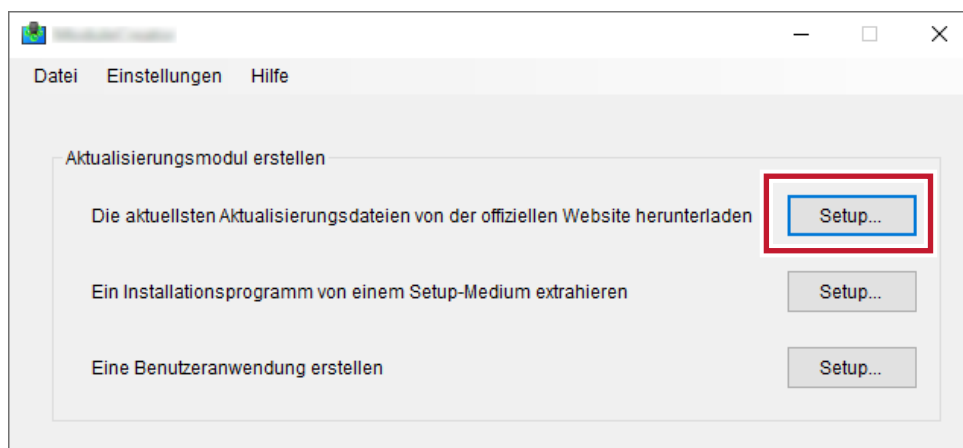 Datei Einstellungen Hilfe
Aktualisierungsmodul erstellen
Die aktuellsten Aktualisierungsdateien von der offiziellen Website herunterladen Setup...
Ein Installationsprogramm von einem Setup-Medium extrahieren Setup...
Eine Benutzeranwendung erstellen Setup...